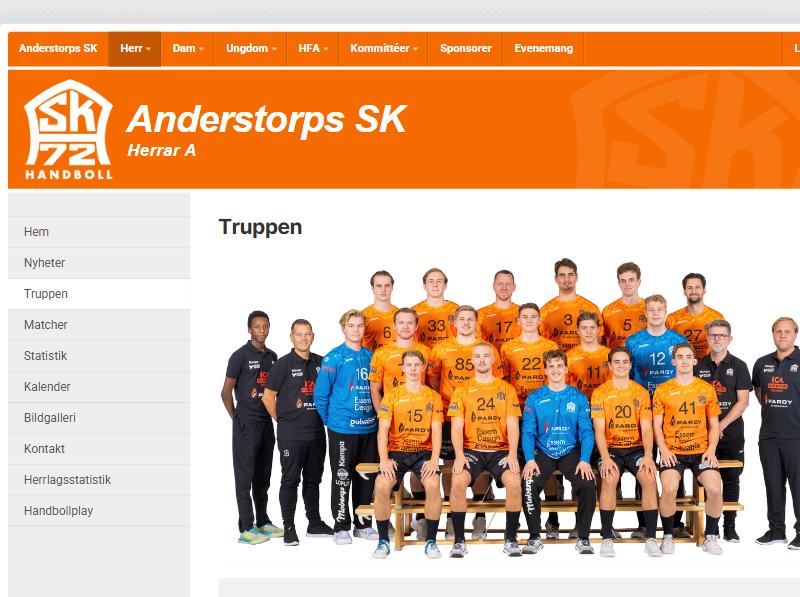 Anderstorps SK Herr Dam Ungdom HFA Kommittéer Sponsorer Evenemang L
SK
72
HANDBOLL
Anderstorps SK
Herrar A
Hem
Nyheter
Truppen
Matcher
Statistik
Kalender
Bildgalleri
Kontakt
Herrlagsstatistik
Handbollplay
Truppen
6 33 17 3 5 27
16 85 22 11 12
15 24 20 41
ICA
PARDY
Essem
Design
Kempa